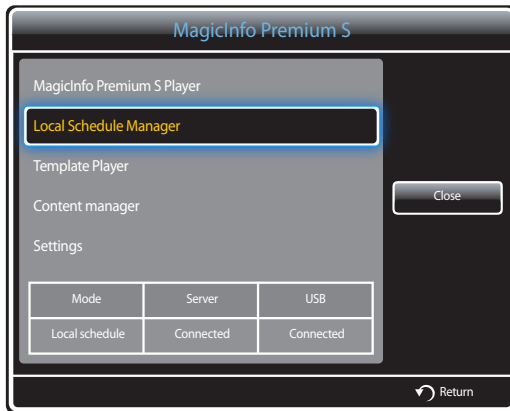 MagicInfo Premium S
MagicInfo Premium S Player
Local Schedule Manager
Template Player
Content manager
Settings
Close
Mode Server USB
Local schedule Connected Connected
Return